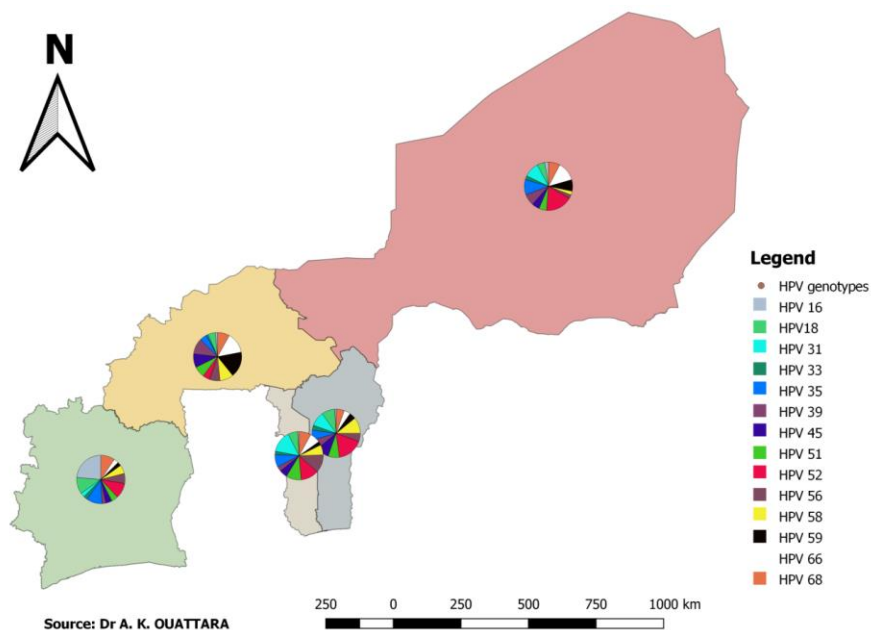 N
Legend
HPV genotypes
HPV 16
HPV18
HPV 31
HPV 33
HPV 35
HPV 39
HPV 45
HPV 51
HPV 52
HPV 56
HPV 58
HPV 59
HPV 66
HPV 68
Source: Dr A. K. OUATTARA
250 0 250 500 750 1000 km